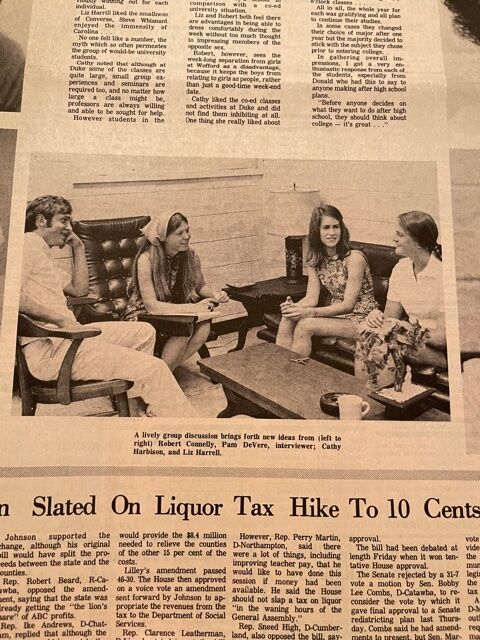 viously winning out for each
individual.
Liz Harrill liked the smallness
of Converse, Steve Whisnant
enjoyed the immensity of
Carolina
No one felt like a number, the
myth which so often permeates
the group of would-be university
students.
Cathy noted that although at
Duke some of the classes are
quite large, small group ex-
periences and seminars are
required too, and no matter how
large a class might be,
professors are always willing
and able to be sought for help.
However students in the
comparison with a co-ed
university situation.
Liz and Robert both feel there
are advantages in being able to
dress comfortably during the
week without too much thought
to impressing members of the
opposite sex.
Robert, however, sees the
week-long separation from girls
at Wofford as a disadvantage,
because it keeps the boys from
relating to girls as people, rather
than just a good-time week-end
date.
Cathy liked the co-ed classes
and activities at Duke and did
not find them inhibiting at all.
One thing she really liked about
o'clock classes
All in all, the whole year for
each was gratifying and all plan
to continue their studies.
In some cases they changed
their choice of major after one
year but the majority decided to
stick with the subject they chose
prior to entering college.
In gathering overall im-
pressions, I got a very en-
thusiastic response from each of
the students, especially from
Donald who had this to say to
anyone making after high school
plans.
"Before anyone decides on
what they want to do after high
school, they should think about
college — it's great . . ."
A lively group discussion brings forth new ideas from (left to
right) Robert Connelly, Pam DeVere, interviewer; Cathy
Harbison, and Liz Harrell.
n Slated On Liquor Tax Hike To 10 Cents
Johnson supported the
change, although his original
bill would have split the pro-
ceeds between the state and the
counties.
Rep. Robert Beard, R-Ca-
tawba, opposed the amend-
ment, saying that the state was
already getting the "the lion's
share" of ABC profits.
Rep. Ike Andrews, D-Chat-
ham, replied that although the
would provide the $8.4 million
needed to relieve the counties
of the other 15 per cent of the
costs.
Lilley's amendment passed
46-30. The House then approved
on a voice vote an amendment
sent forward by Johnson to ap-
propriate the revenues from the
tax to the Department of Social
Services.
Rep. Clarence Leatherman,
However, Rep. Perry Martin,
D-Northampton, said there
were a lot of things, including
improving teacher pay, that he
would like to have done this
session if money had been
available. He said the House
should not slap a tax on liquor
"in the waning hours of the
General Assembly."
Rep. Sneed High, D-Cumber-
land, also opposed the bill, say-
approval.
The bill had been debated at
length Friday when it won ten-
tative House approval.
The Senate rejected by a 31-7
vote a motion by Sen. Bobby
Lee Combs, D-Catawba, to re-
consider the vote by which it
gave final approval to a Senate
redistricting plan last Thurs-
day. Combs said he had amend-
ments to present, but Sen. Mur-